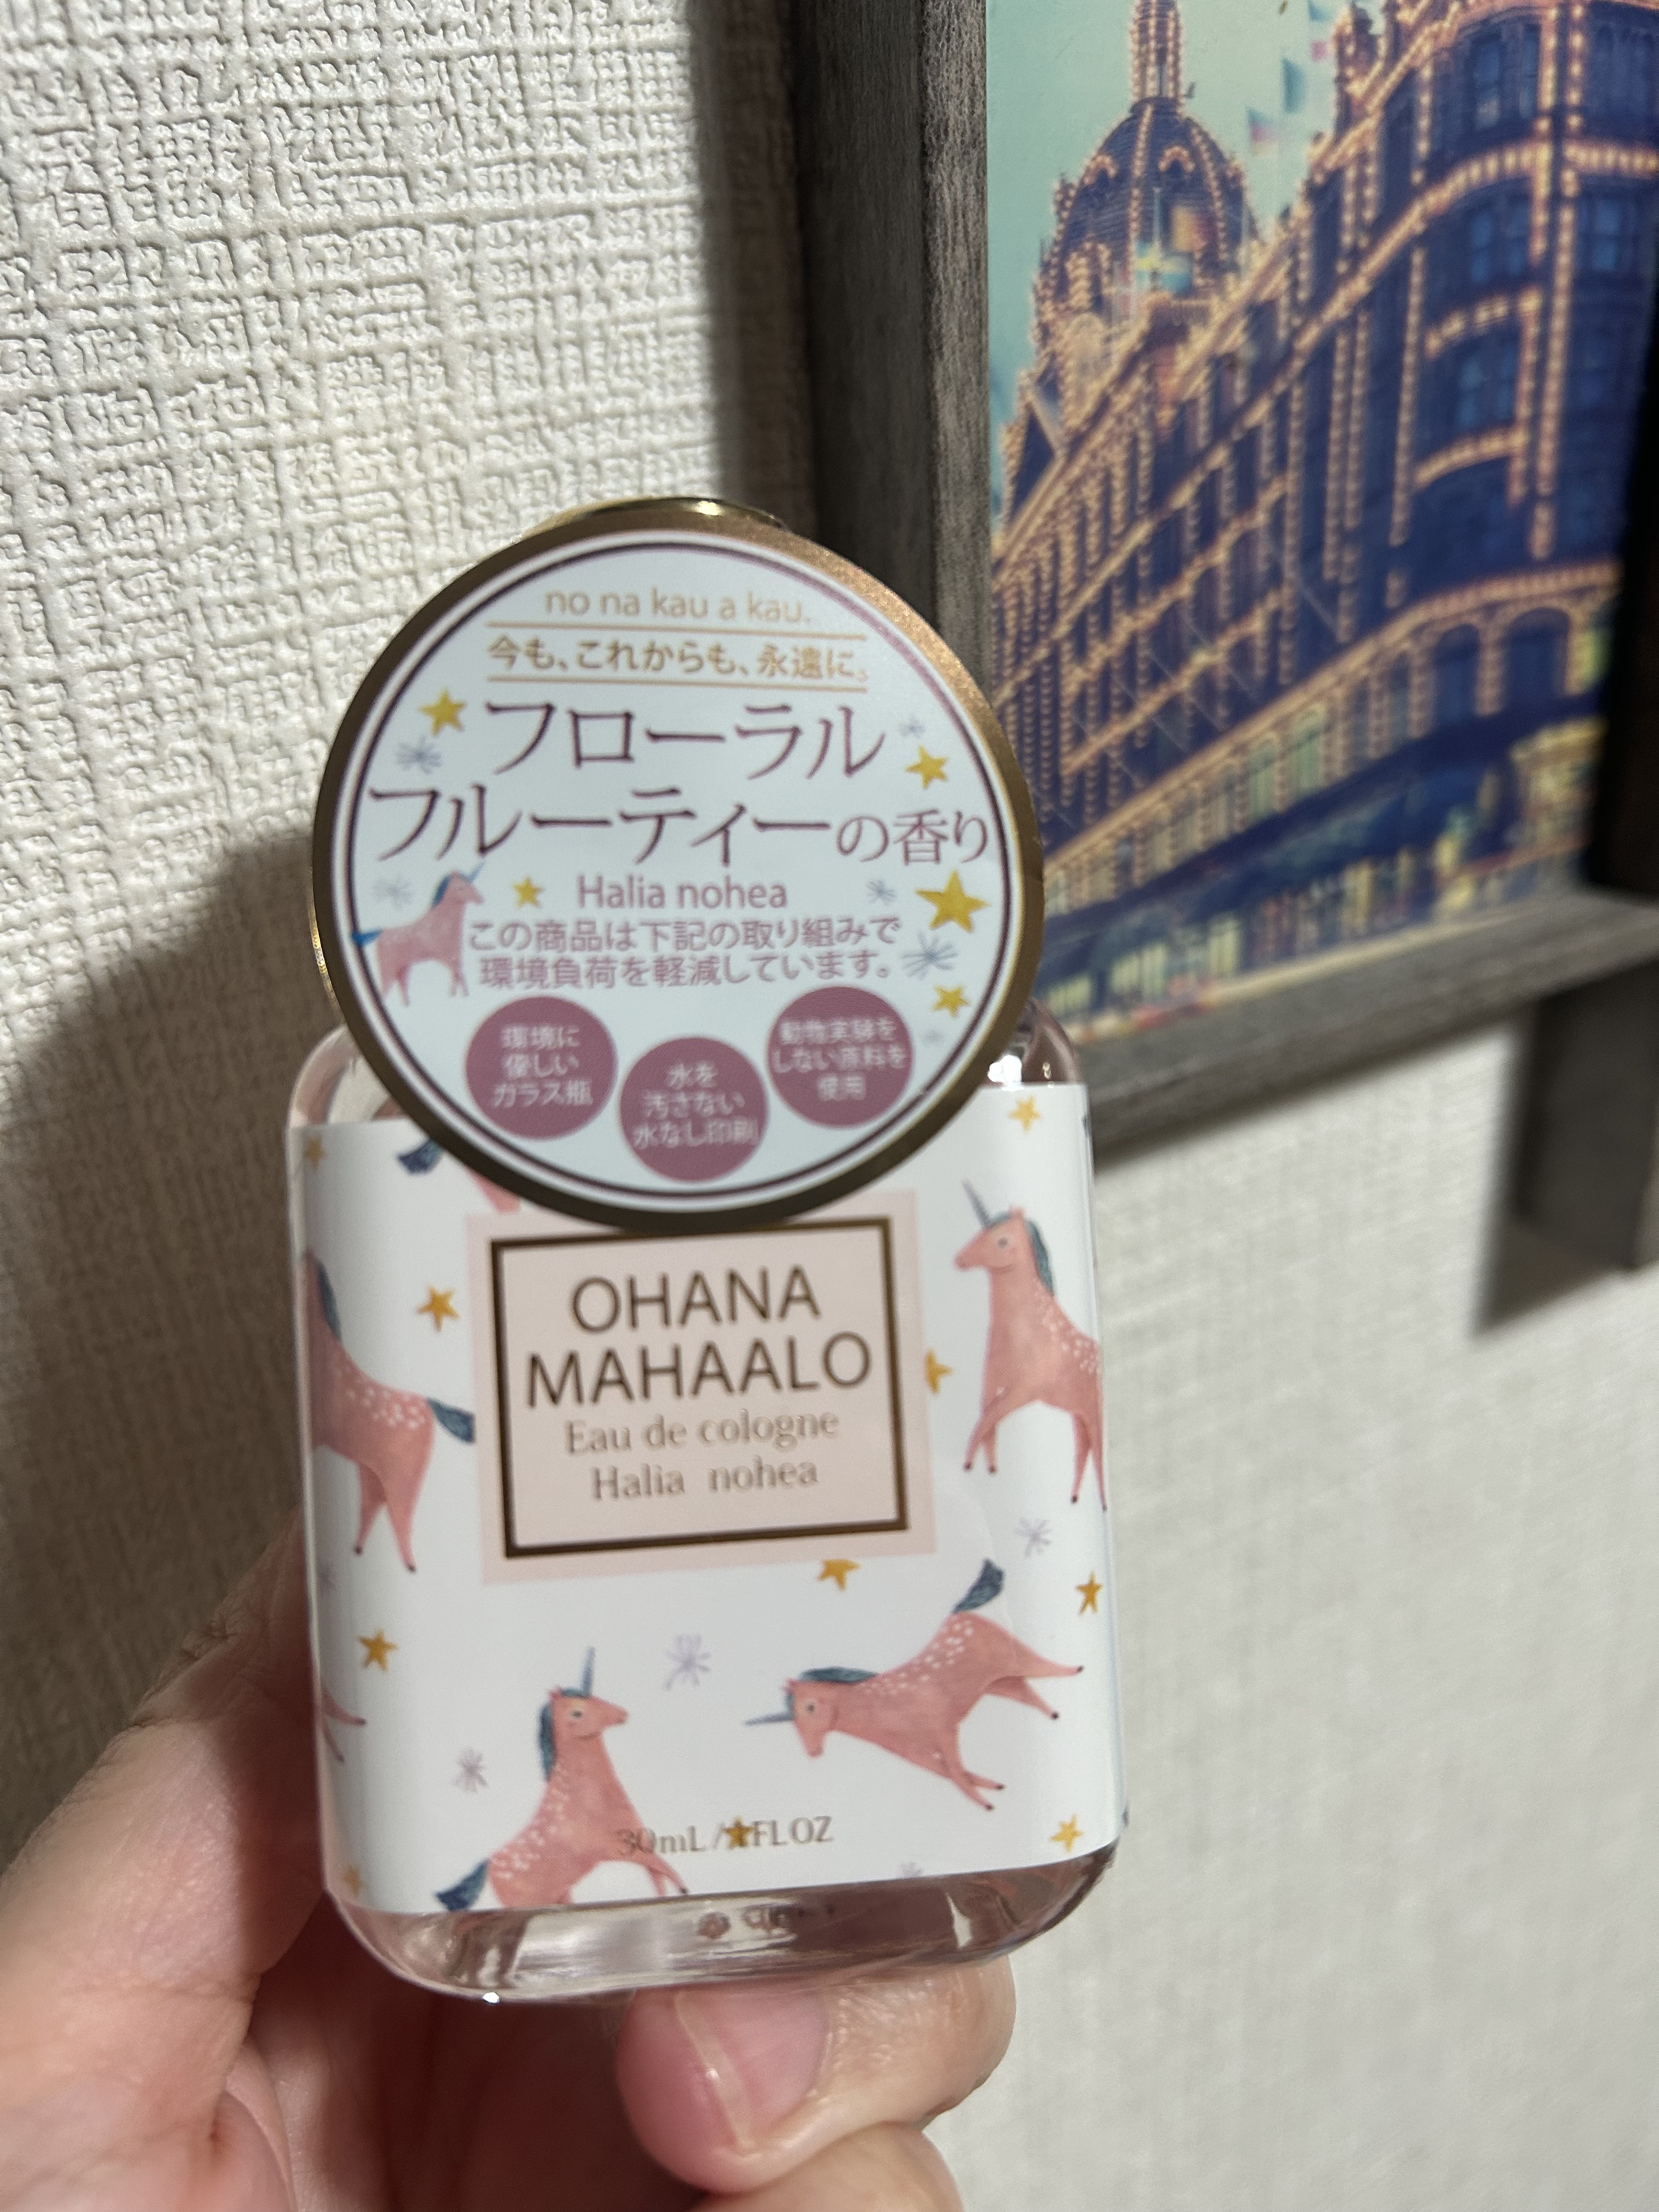 no na kau a kau.
今も、これからも、永遠に。
フローラル
フルーティーの香り
Halia nohea
この商品は下記の取り組みで
環境負荷を軽減しています。
環境に
優しい
ガラス瓶
水を
汚さない
水なし印刷
動物実験を
しない原料を
使用
OHANA
MAHAALO
Eau de cologne
Halia nohea
30mL/1FL OZ